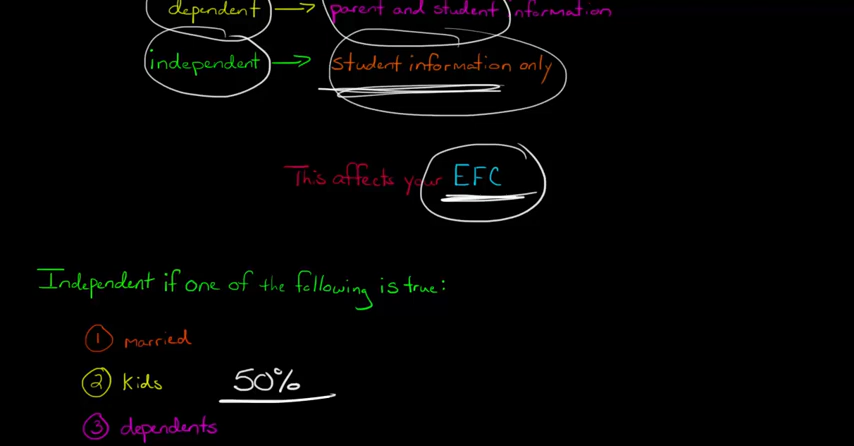 dependent → parent and student information
independent → student information only
This affects your EFC
Independent if one of the following is true:
1 married
2 kids 50%
3 dependents